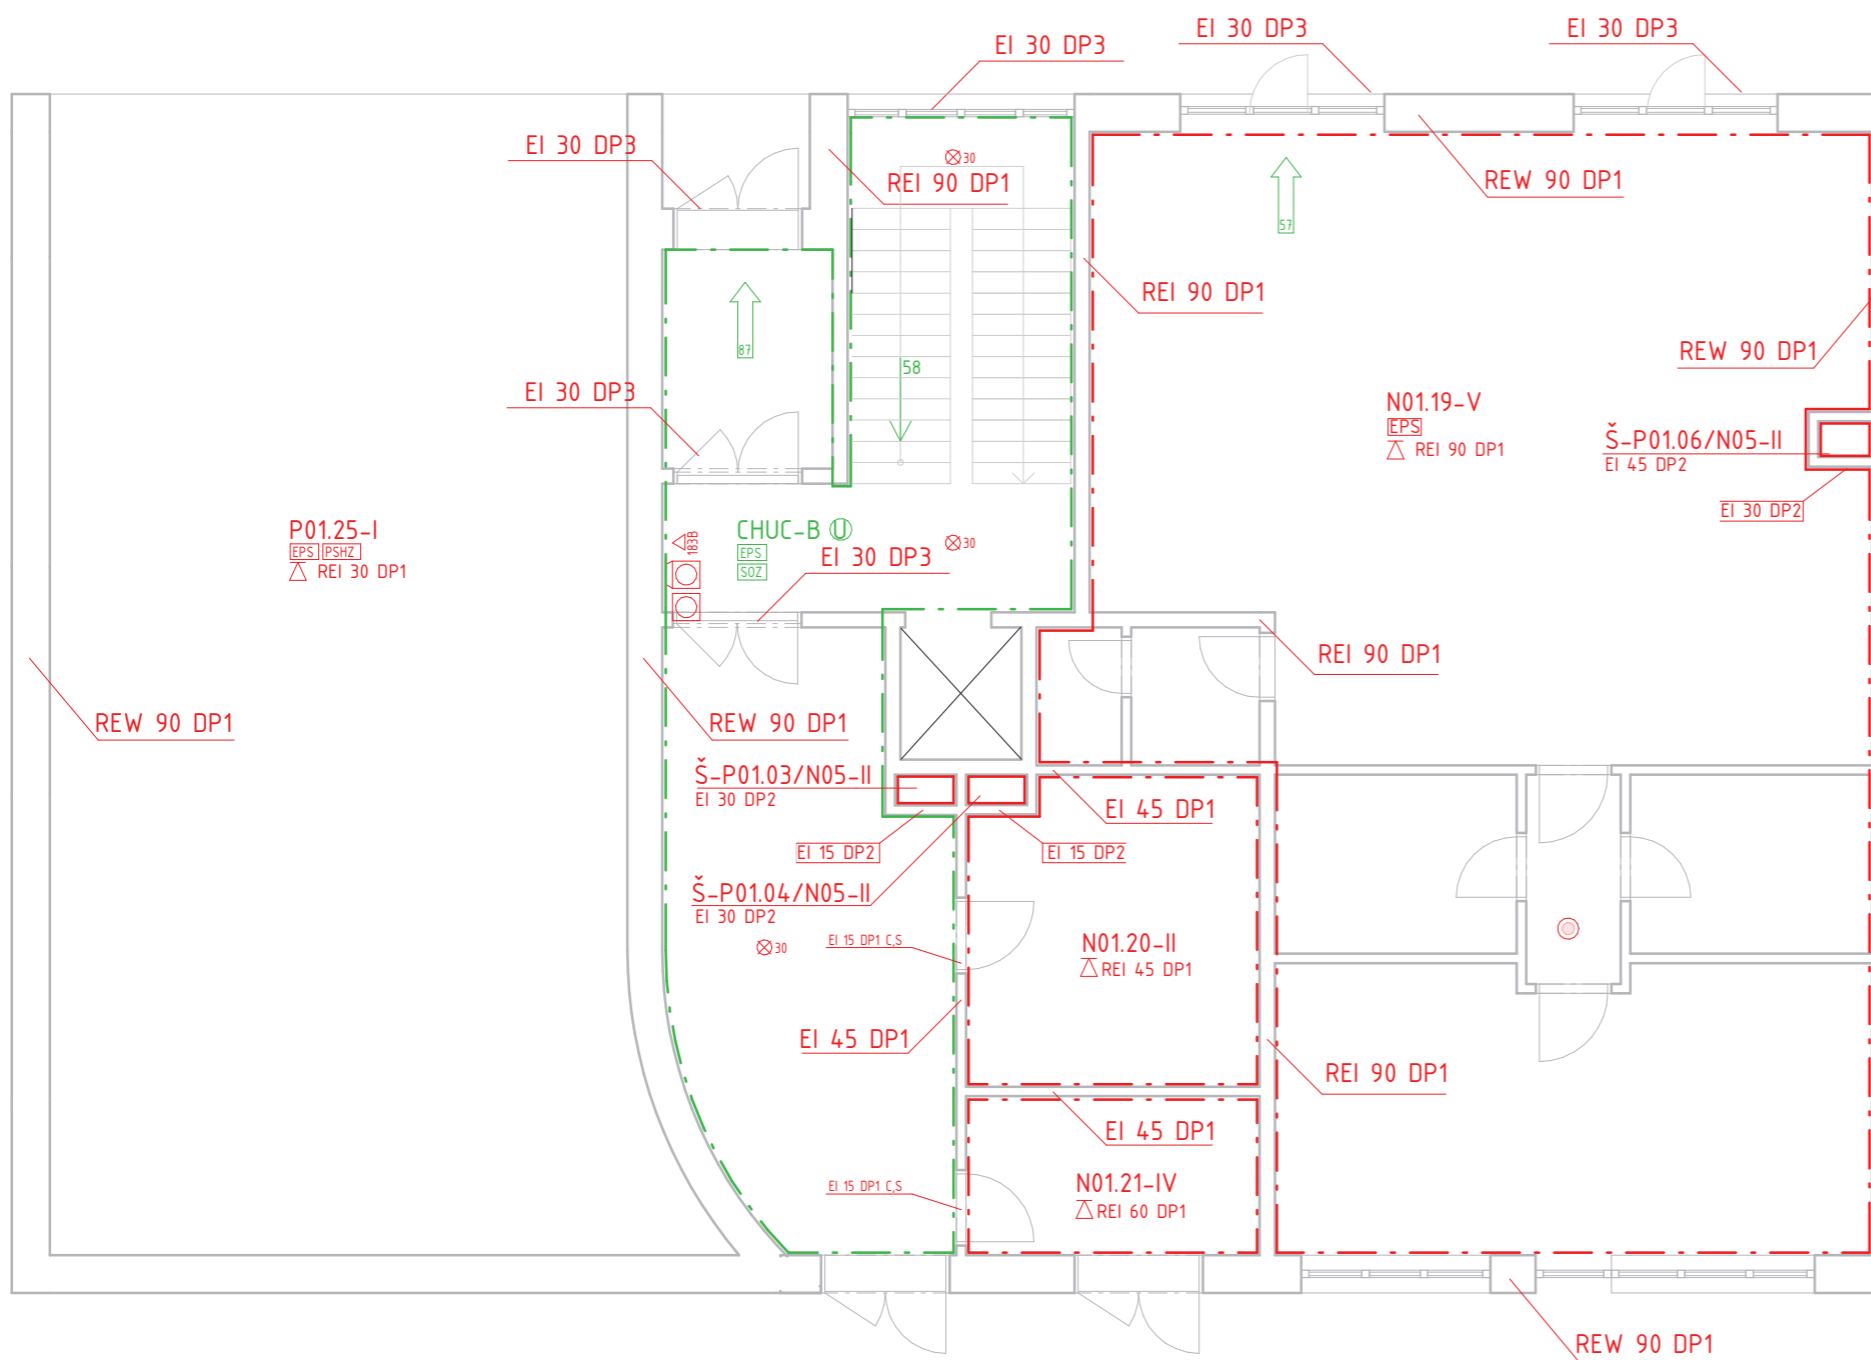 EI 30 DP3
EI 30 DP3
EI 30 DP3
EI 30 DP3
30
REI 90 DP1
REW 90 DP1
57
REI 90 DP1
87
REW 90 DP1
58
EI 30 DP3
N01.19-V
EPS
REI 90 DP1
Š-P01.06/N05-II
EI 45 DP2
EI 30 DP2
P01.25-I
EPS PSHZ
REI 30 DP1
183B
CHUC-B U
EPS
SOZ
30
EI 30 DP3
REI 90 DP1
REW 90 DP1
REW 90 DP1
Š-P01.03/N05-II
EI 30 DP2
EI 45 DP1
EI 15 DP2
EI 15 DP2
Š-P01.04/N05-II
EI 30 DP2
30
EI 15 DP1 C,S
N01.20-II
REI 45 DP1
EI 45 DP1
REI 90 DP1
EI 45 DP1
EI 15 DP1 C,S
N01.21-IV
REI 60 DP1
REW 90 DP1